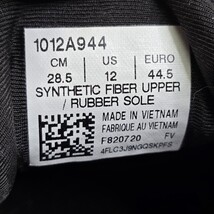 1012A944
CM US EURO
28.5 12 44.5
SYNTHETIC FIBER UPPER
/ RUBBER SOLE
MADE IN VIETNAM
FABRIQUE AU VIETNAM
F820720 FV
4FLC3J9NGQSKPFS